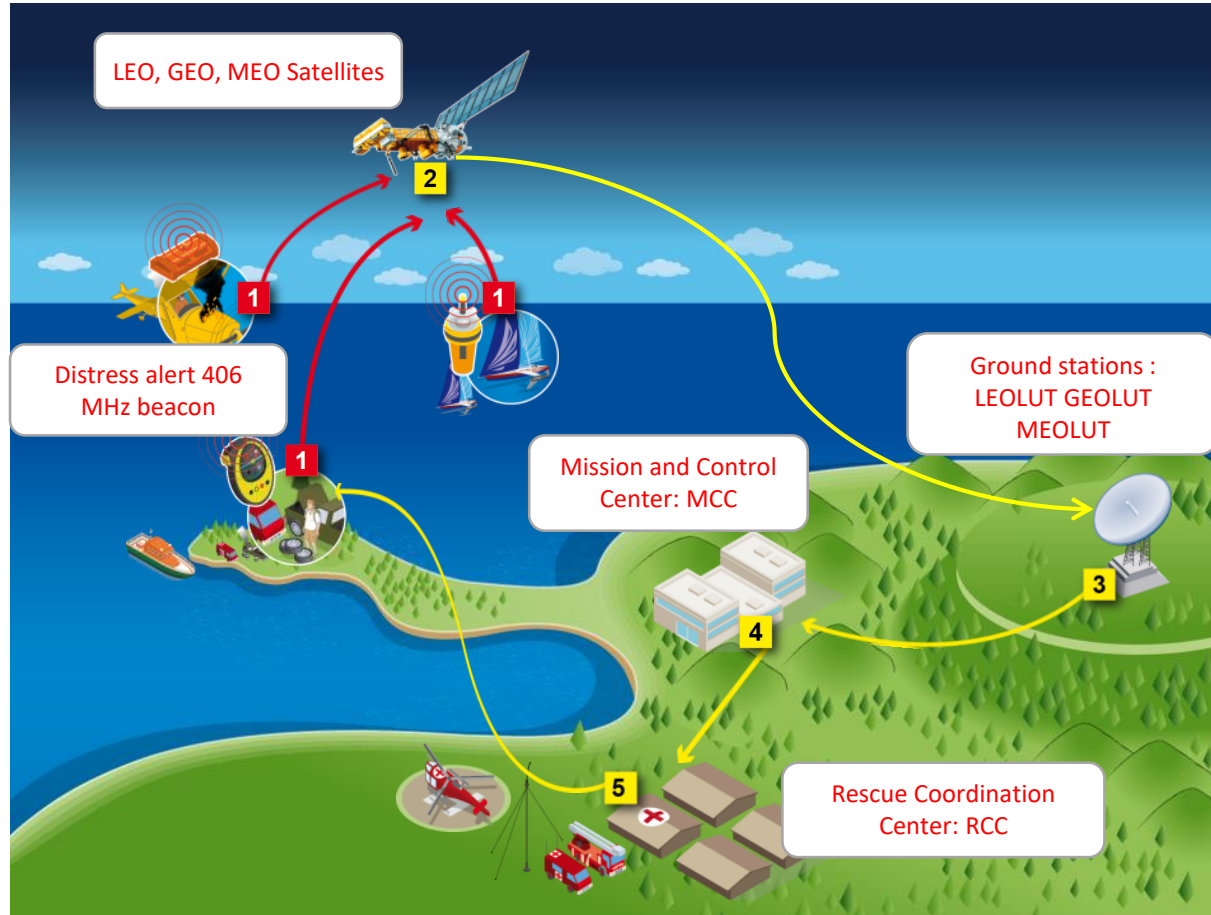 LEO, GEO, MEO Satellites
2
1
1
Distress alert 406
MHz beacon
1
Ground stations :
LEOLUT GEOLUT
MEOLUT
Mission and Control
Center: MCC
3
4
5
Rescue Coordination
Center: RCC